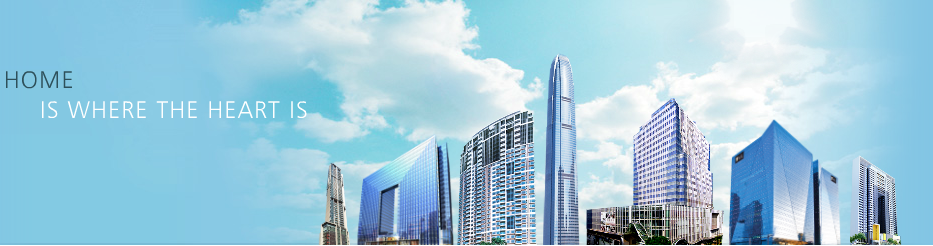 HOME
IS WHERE THE HEART IS